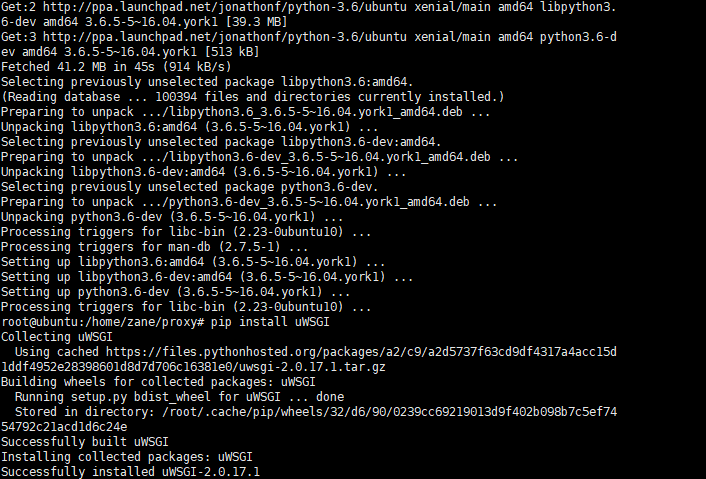 Get:2 http://ppa.launchpad.net/jonathonf/python-3.6/ubuntu xenial/main amd64 libpython3.
6-dev amd64 3.6.5-5~16.04.york1 [39.3 MB]
Get:3 http://ppa.launchpad.net/jonathonf/python-3.6/ubuntu xenial/main amd64 python3.6-d
ev amd64 3.6.5-5~16.04.york1 [513 kB]
Fetched 41.2 MB in 45s (914 kB/s)
Selecting previously unselected package libpython3.6:amd64.
(Reading database ... 100394 files and directories currently installed.)
Preparing to unpack .../libpython3.6_3.6.5-5~16.04.york1_amd64.deb ...
Unpacking libpython3.6:amd64 (3.6.5-5~16.04.york1) ...
Selecting previously unselected package libpython3.6-dev:amd64.
Preparing to unpack .../libpython3.6-dev_3.6.5-5~16.04.york1_amd64.deb ...
Unpacking libpython3.6-dev:amd64 (3.6.5-5~16.04.york1) ...
Selecting previously unselected package python3.6-dev.
Preparing to unpack .../python3.6-dev_3.6.5-5~16.04.york1_amd64.deb ...
Unpacking python3.6-dev (3.6.5-5~16.04.york1) ...
Processing triggers for libc-bin (2.23-0ubuntu10) ...
Processing triggers for man-db (2.7.5-1) ...
Setting up libpython3.6:amd64 (3.6.5-5~16.04.york1) ...
Setting up libpython3.6-dev:amd64 (3.6.5-5~16.04.york1) ...
Setting up python3.6-dev (3.6.5-5~16.04.york1) ...
Processing triggers for libc-bin (2.23-0ubuntu10) ...
root@ubuntu:/home/zane/proxy# pip install uWSGI
Collecting uWSGI
  Using cached https://files.pythonhosted.org/packages/a2/c9/a2d5737f63cd9df4317a4acc15d
1ddf4952e28398601d8d7d706c16381e0/uwsgi-2.0.17.1.tar.gz
Building wheels for collected packages: uWSGI
  Running setup.py bdist_wheel for uWSGI ... done
  Stored in directory: /root/.cache/pip/wheels/32/d6/90/0239cc69219013d9f402b098b7c5ef74
54792c21acd1d6c24e
Successfully built uWSGI
Installing collected packages: uWSGI
Successfully installed uWSGI-2.0.17.1